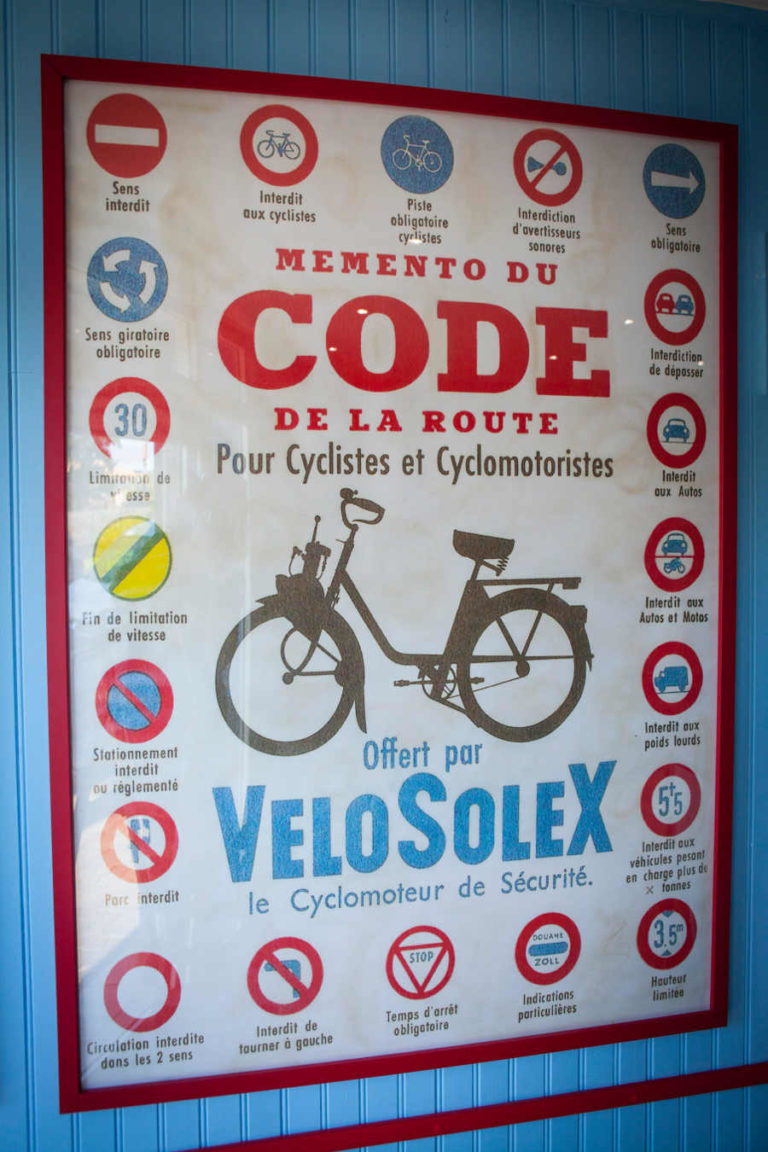 Sens
interdit
Interdit
aux cyclistes
Piste
obligatoire
cyclistes
Interdiction
d'avertisseurs
sonores
Sens
obligatoire
MEMENTO DU
CODE
DE LA ROUTE
Pour Cyclistes et Cyclomotoristes
Sens giratoire
obligatoire
30
Limitation de
vitesse
Fin de limitation
de vitesse
Stationnement
interdit
ou réglementé
P
Parc interdit
Interdiction
de dépasser
Interdit
aux Autos
Interdit aux
Autos et Motos
Interdit aux
poids lourds
5t5
Interdit aux
véhicules pesant
en charge plus de
x tonnes
3.5m
Hauteur
limitée
Offert par
VELOSOLEX
le Cyclomoteur de Sécurité.
Circulation interdite
dans les 2 sens
Interdit de
tourner à gauche
STOP
Temps d'arrêt
obligatoire
DOUANE
ZOLL
Indications
particulières